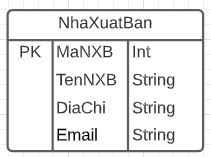 NhaXuatBan
PK MaNXB Int
TenNXB String
DiaChi String
Email String